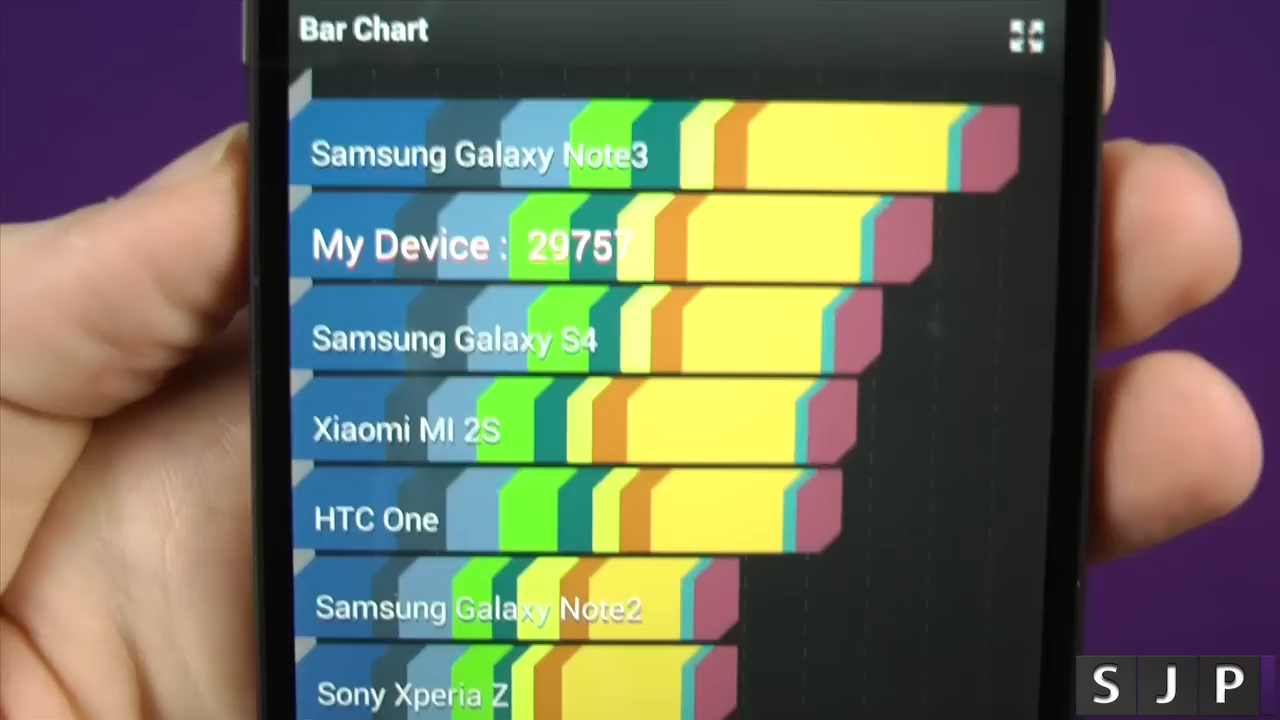 Bar Chart
Samsung Galaxy Note3
My Device : 29757
Samsung Galaxy S4
Xiaomi MI 2S
HTC One
Samsung Galaxy Note2
Sony Xperia Z
S J P